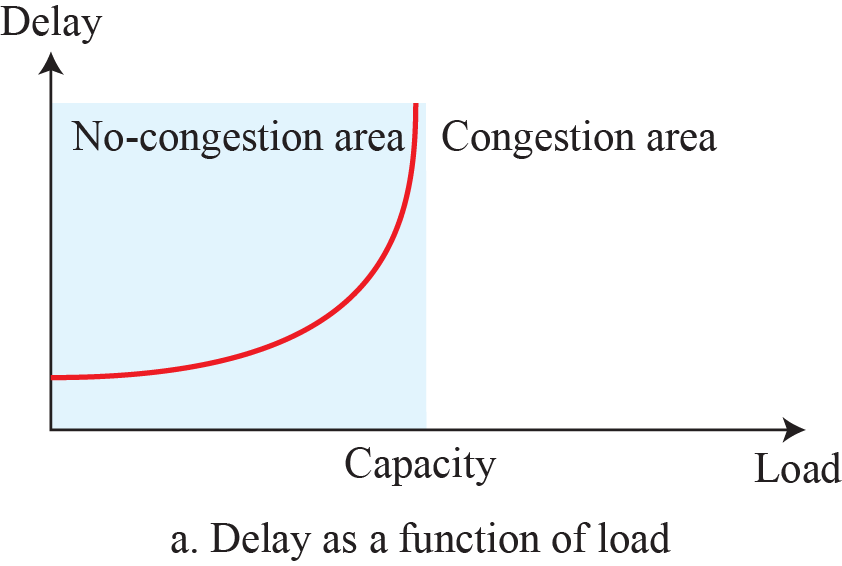 Delay
No-congestion area
Congestion area
Capacity
Load
a. Delay as a function of load